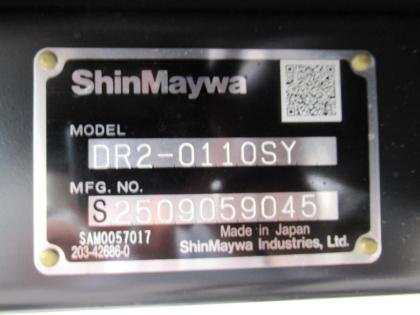 ShinMaywa
MODEL
DR2-0110SY
MFG. NO.
S2509059045
SAM0057017
Made in Japan
203-42686-0
ShinMaywa Industries, Ltd.